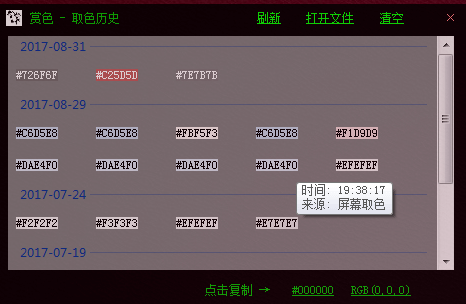 赏色 - 取色历史 刷新 打开文件 清空
2017-08-31
#726F6F #C25D5D #7E7B7B
2017-08-29
#C6D5E8 #C6D5E8 #FBF5F3 #C6D5E8 #F1D9D9
#DAE4F0 #DAE4F0 #DAE4F0 #DAE4F0 #EFEFEF
2017-07-24
时间: 19:38:17
来源: 屏幕取色
#F2F2F2 #F3F3F3 #EFEFEF #E7E7E7
2017-07-19
点击复制 → #000000 RGB(0,0,0)